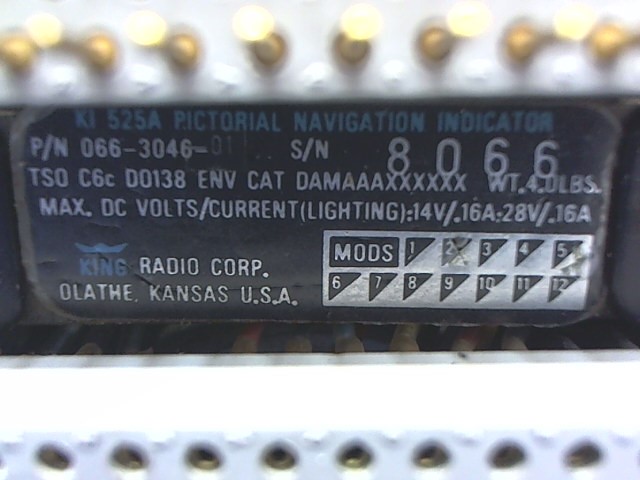 KI 525A PICTORIAL NAVIGATION INDICATOR
P/N 066-3046-01 S/N 8066
TSO C6c DO138 ENV CAT DAMAAAXXXXXX WT.4.0LBS.
MAX. DC VOLTS/CURRENT(LIGHTING):14V/.16A-28V/.16A
KING RADIO CORP.
OLATHE, KANSAS U.S.A.
MODS 1 2 3 4 5
6 7 8 9 10 11 12